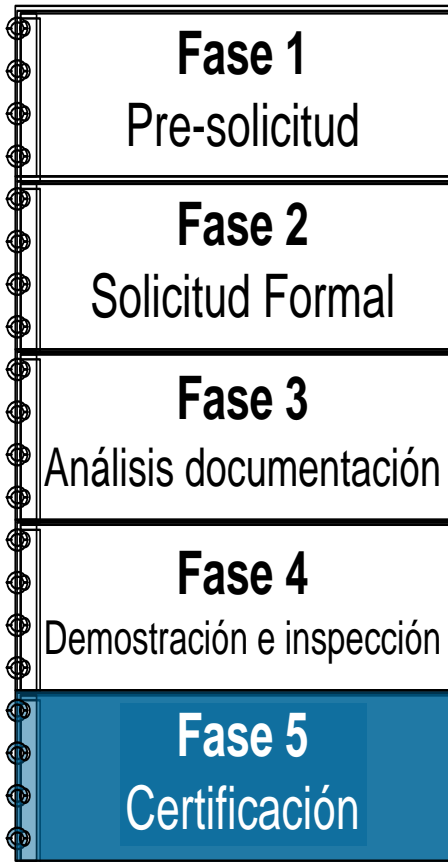 Fase 1
Pre-solicitud
Fase 2
Solicitud Formal
Fase 3
Análisis documentación
Fase 4
Demostración e inspección
Fase 5
Certificación